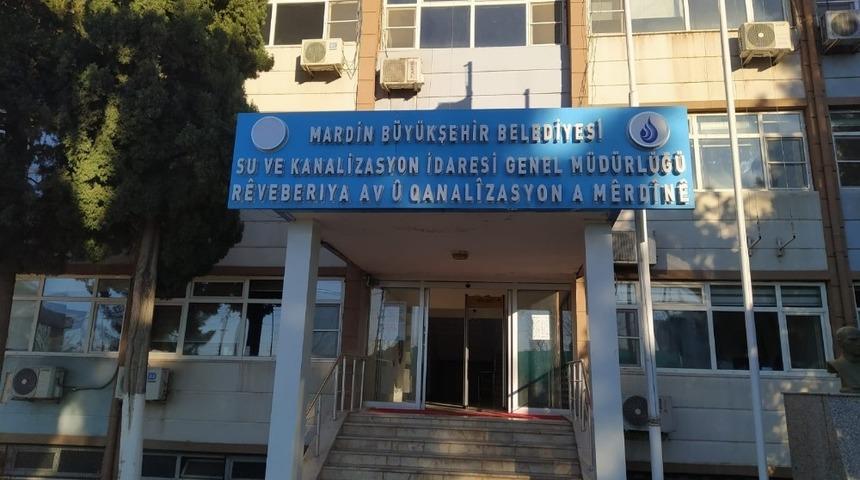 MARDİN BÜYÜKŞEHİR BELEDİYESİ
SU VE KANALİZASYON İDARESİ GENEL MÜDÜRLÜĞÜ
RÊVEBERIYA AV Û QANALÎZASYON A MÊRDÎNÊ